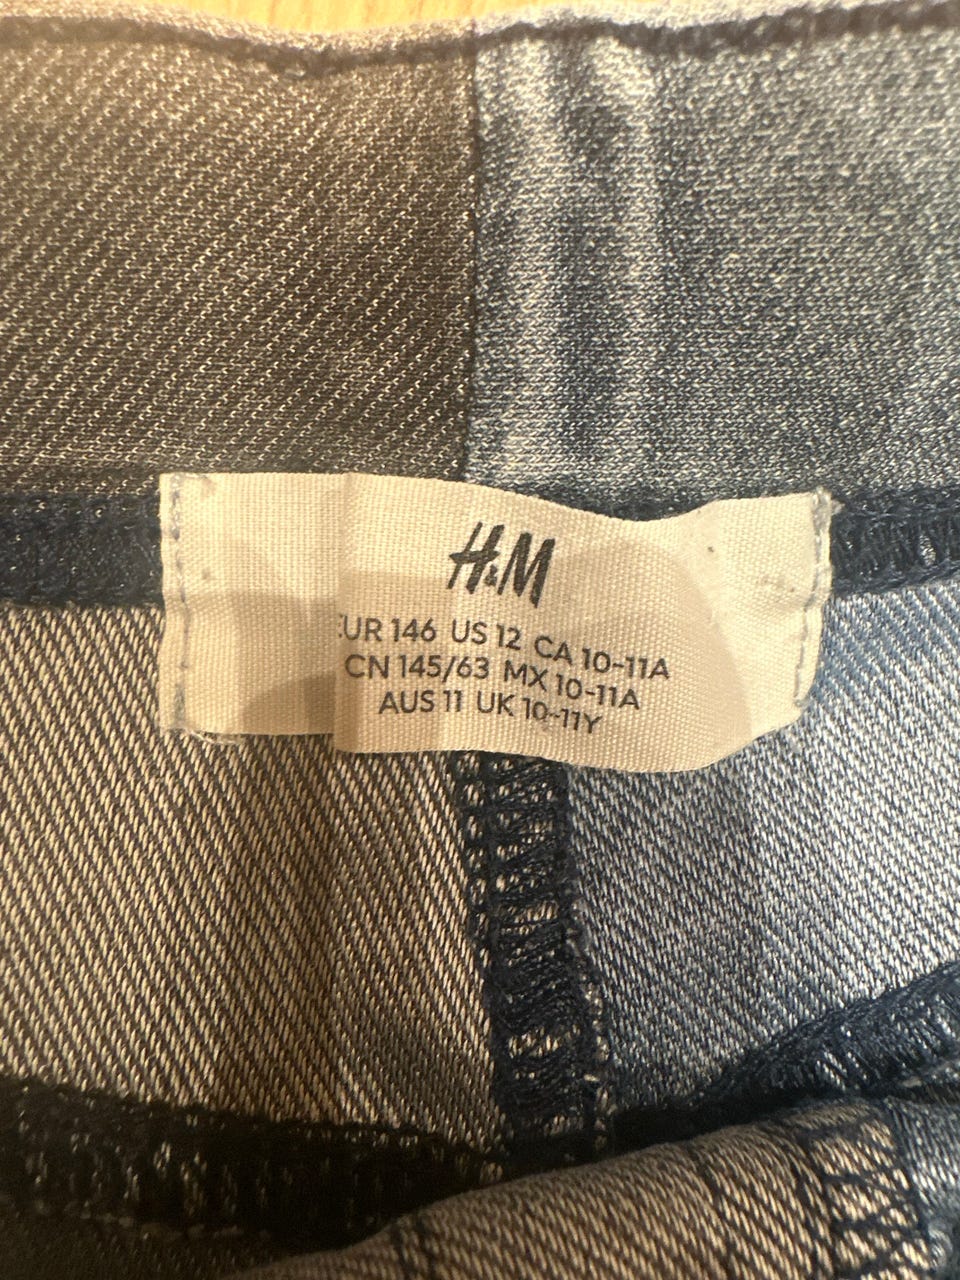 H&M
EUR 146 US 12 CA 10-11A
CN 145/63 MX 10-11A
AUS 11 UK 10-11Y